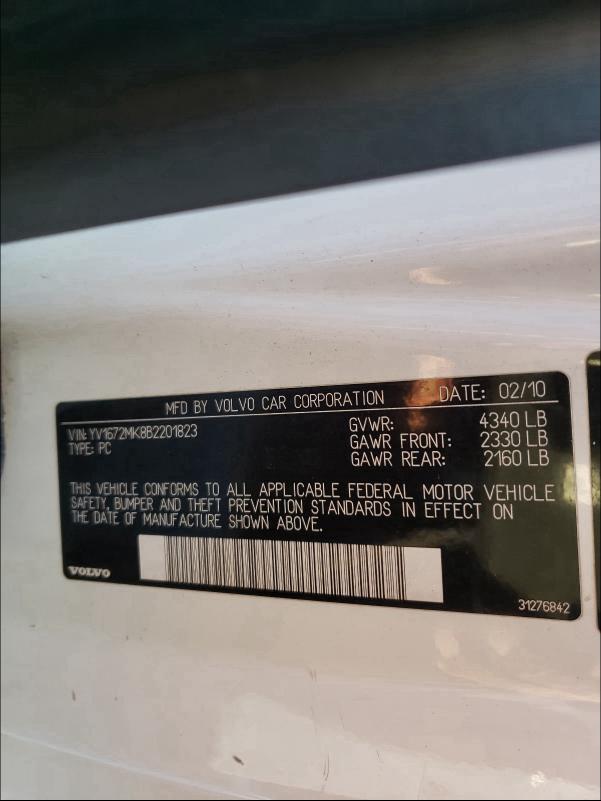 MFD BY VOLVO CAR CORPORATION DATE: 02/10
VIN: YV1672MK8B2201823 GVWR: 4340 LB
TYPE: PC GAWR FRONT: 2330 LB
GAWR REAR: 2160 LB
THIS VEHICLE CONFORMS TO ALL APPLICABLE FEDERAL MOTOR VEHICLE
SAFETY, BUMPER AND THEFT PREVENTION STANDARDS IN EFFECT ON
THE DATE OF MANUFACTURE SHOWN ABOVE.
VOLVO
31276842